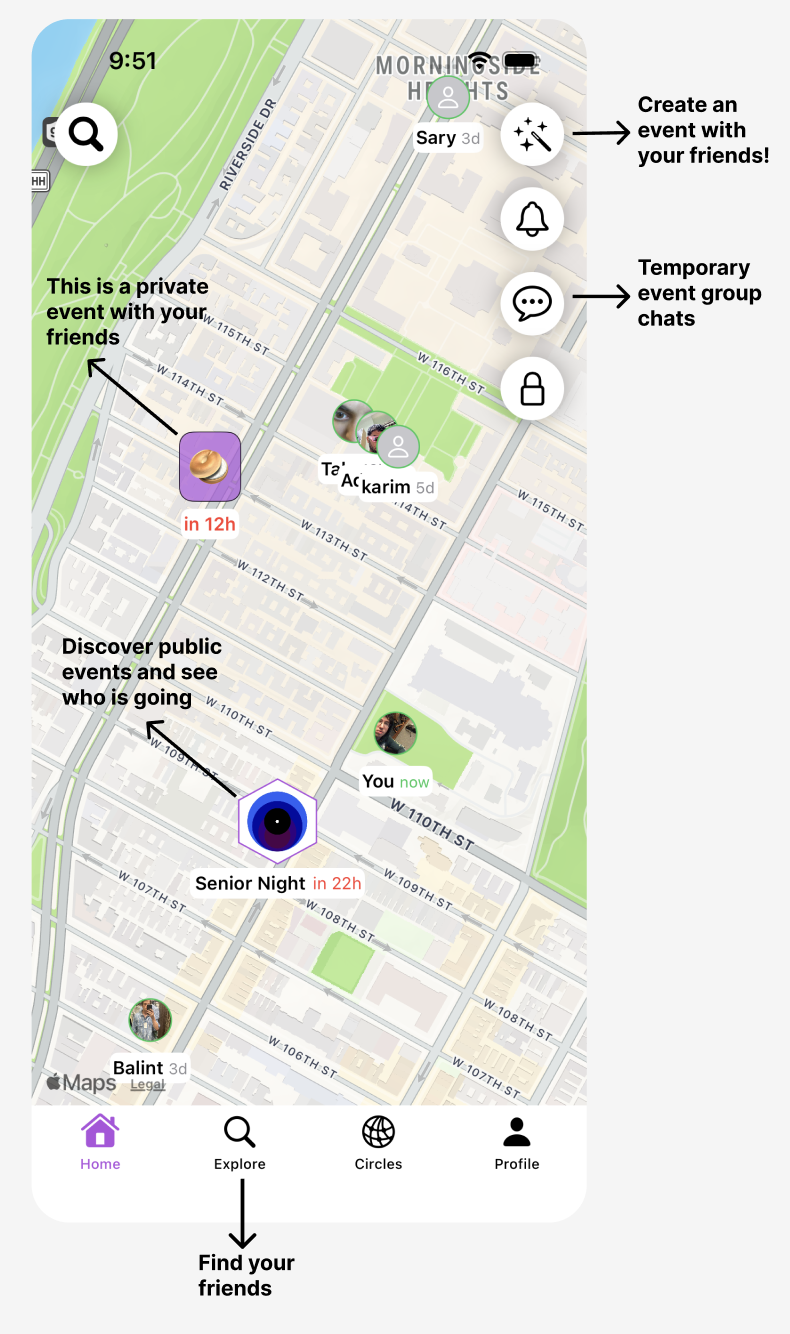 9:51
MORNINGSIDE
HEIGHTS
Create an
event with
your friends!
Sary 3d
HH
RIVERSIDE DR
Temporary
event group
chats
This is a private
event with your
friends
W 115TH ST
W 116TH ST
W 114TH ST
karim 5d
114TH ST
W 115TH ST
in 12h
W 113TH ST
W 112TH ST
Discover public
events and see
who is going
W 110TH ST
W 109TH ST
You now
W 110TH ST
Senior Night in 22h
W 109TH ST
W 107TH ST
W 108TH ST
W 108TH ST
W 106TH ST
W 107TH ST
Balint 3d
Maps Legal
Home
Explore
Circles
Profile
Find your
friends